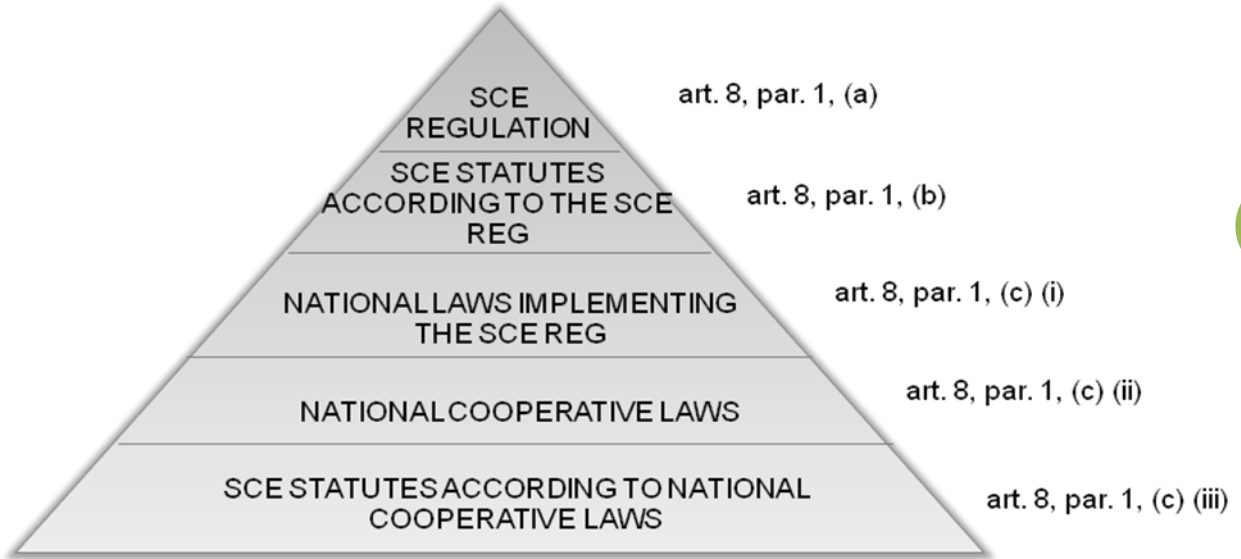 SCE
REGULATION
art. 8, par. 1, (a)
SCE STATUTES
ACCORDING TO THE SCE
REG
art. 8, par. 1, (b)
NATIONAL LAWS IMPLEMENTING
THE SCE REG
art. 8, par. 1, (c) (i)
NATIONAL COOPERATIVE LAWS
art. 8, par. 1, (c) (ii)
SCE STATUTES ACCORDING TO NATIONAL
COOPERATIVE LAWS
art. 8, par. 1, (c) (iii)